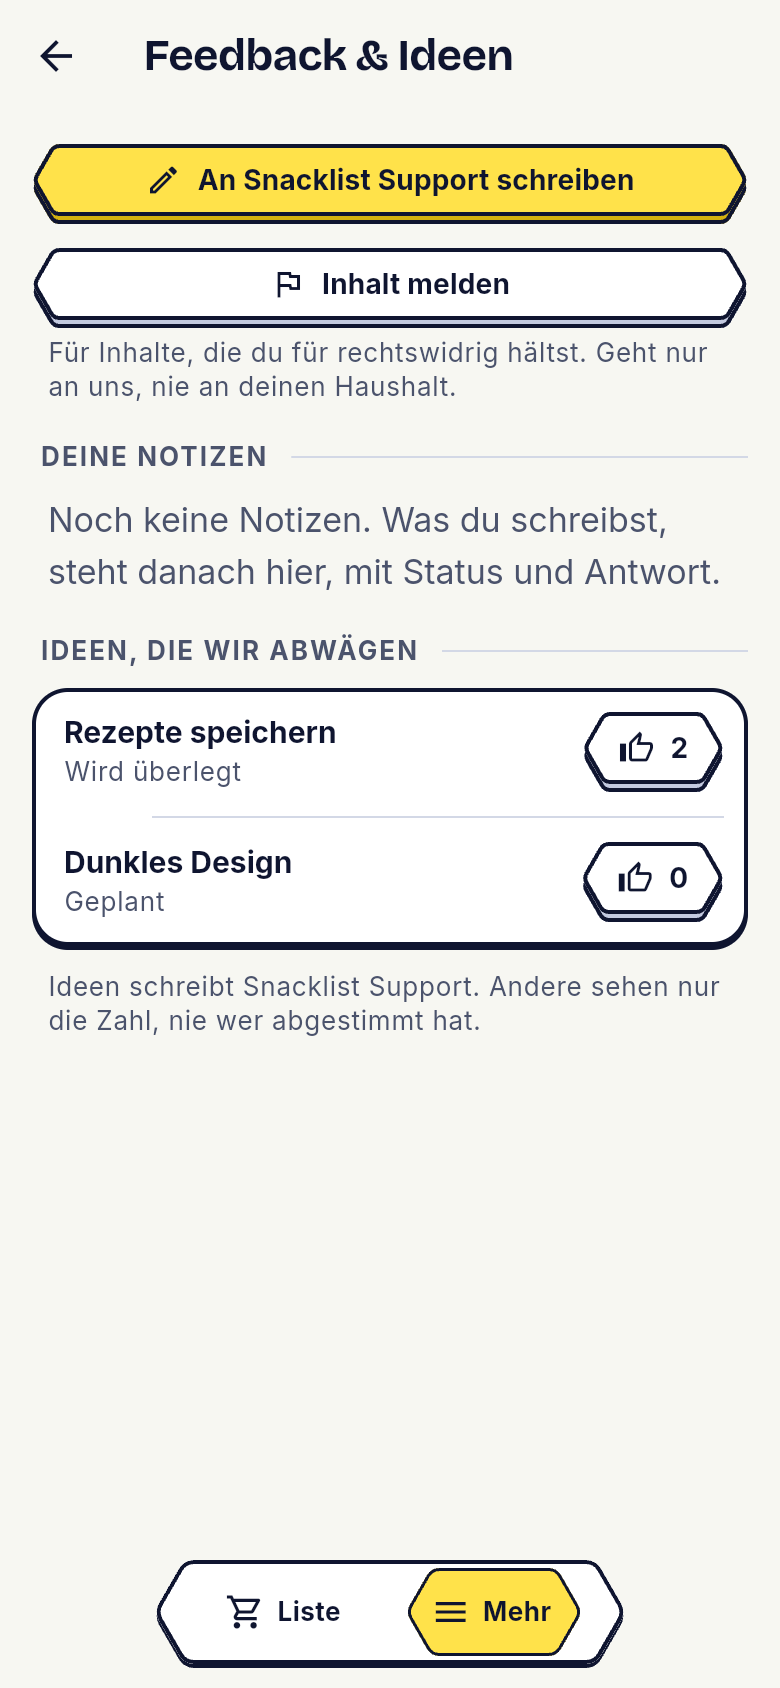 Feedback & Ideen
An Snacklist Support schreiben
Inhalt melden
Für Inhalte, die du für rechtswidrig hältst. Geht nur
an uns, nie an deinen Haushalt.
DEINE NOTIZEN
Noch keine Notizen. Was du schreibst,
steht danach hier, mit Status und Antwort.
IDEEN, DIE WIR ABWÄGEN
Rezepte speichern
Wird überlegt
2
Dunkles Design
Geplant
0
Ideen schreibt Snacklist Support. Andere sehen nur
die Zahl, nie wer abgestimmt hat.
Liste
Mehr